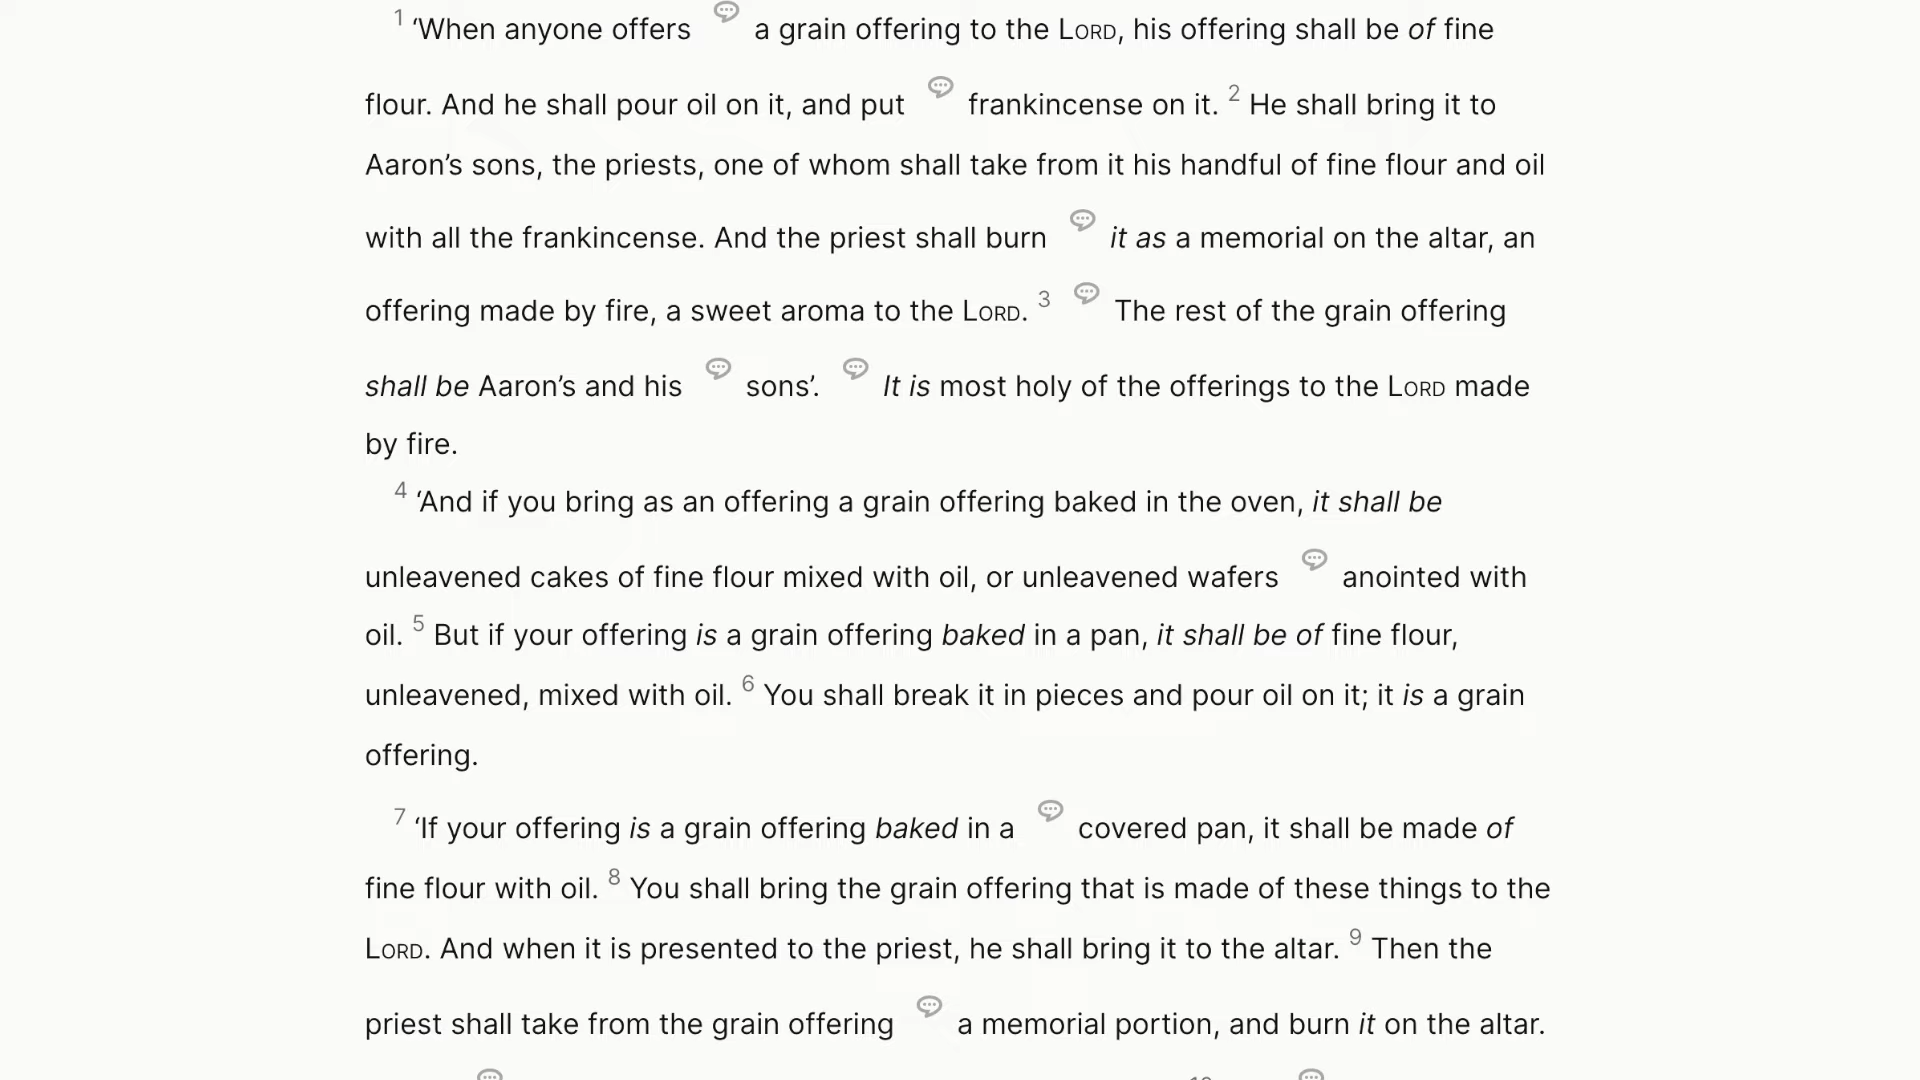 1 ‘When anyone offers a grain offering to the LORD, his offering shall be of fine
flour. And he shall pour oil on it, and put frankincense on it. 2 He shall bring it to
Aaron’s sons, the priests, one of whom shall take from it his handful of fine flour and oil
with all the frankincense. And the priest shall burn it as a memorial on the altar, an
offering made by fire, a sweet aroma to the LORD. 3 The rest of the grain offering
shall be Aaron’s and his sons’. It is most holy of the offerings to the LORD made
by fire.
4 ‘And if you bring as an offering a grain offering baked in the oven, it shall be
unleavened cakes of fine flour mixed with oil, or unleavened wafers anointed with
oil. 5 But if your offering is a grain offering baked in a pan, it shall be of fine flour,
unleavened, mixed with oil. 6 You shall break it in pieces and pour oil on it; it is a grain
offering.
7 ‘If your offering is a grain offering baked in a covered pan, it shall be made of
fine flour with oil. 8 You shall bring the grain offering that is made of these things to the
LORD. And when it is presented to the priest, he shall bring it to the altar. 9 Then the
priest shall take from the grain offering a memorial portion, and burn it on the altar.